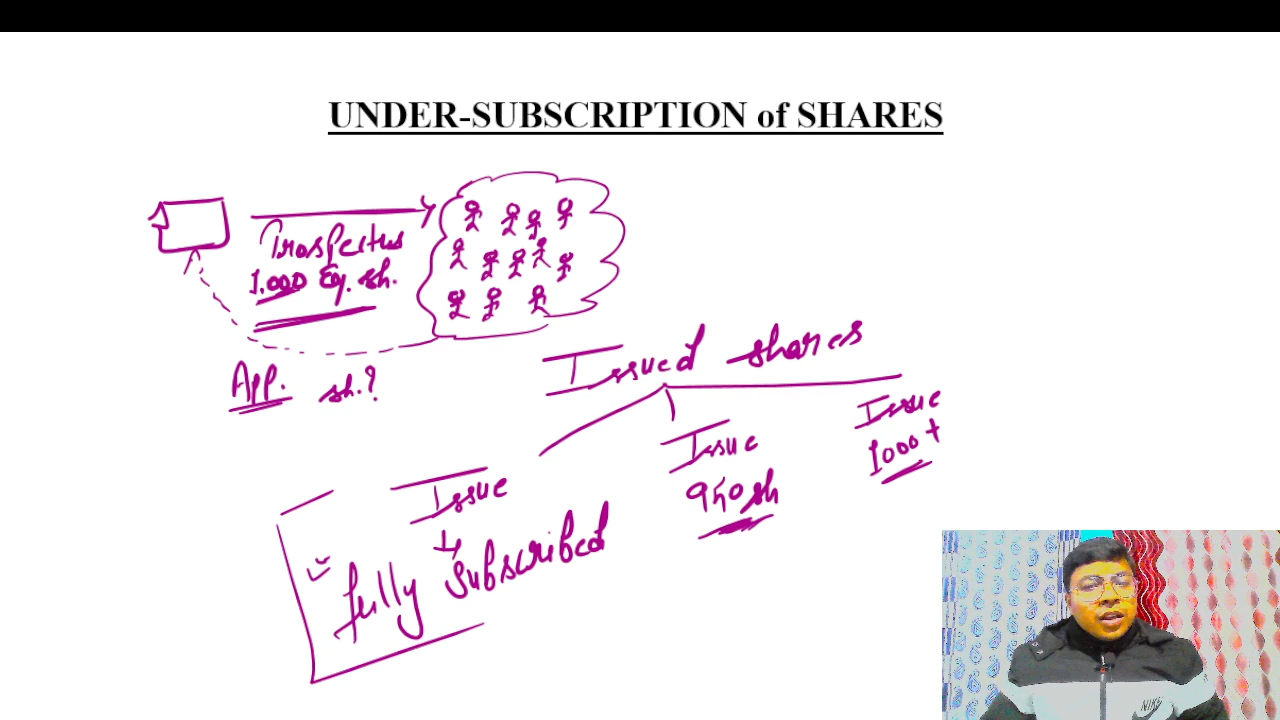 UNDER-SUBSCRIPTION of SHARES
Prospectus
1,000 Eq. sh.
App. sh.?
Issued shares
Issue
fully subscribed
Issue
950 sh
Issue
1000+
NIKE